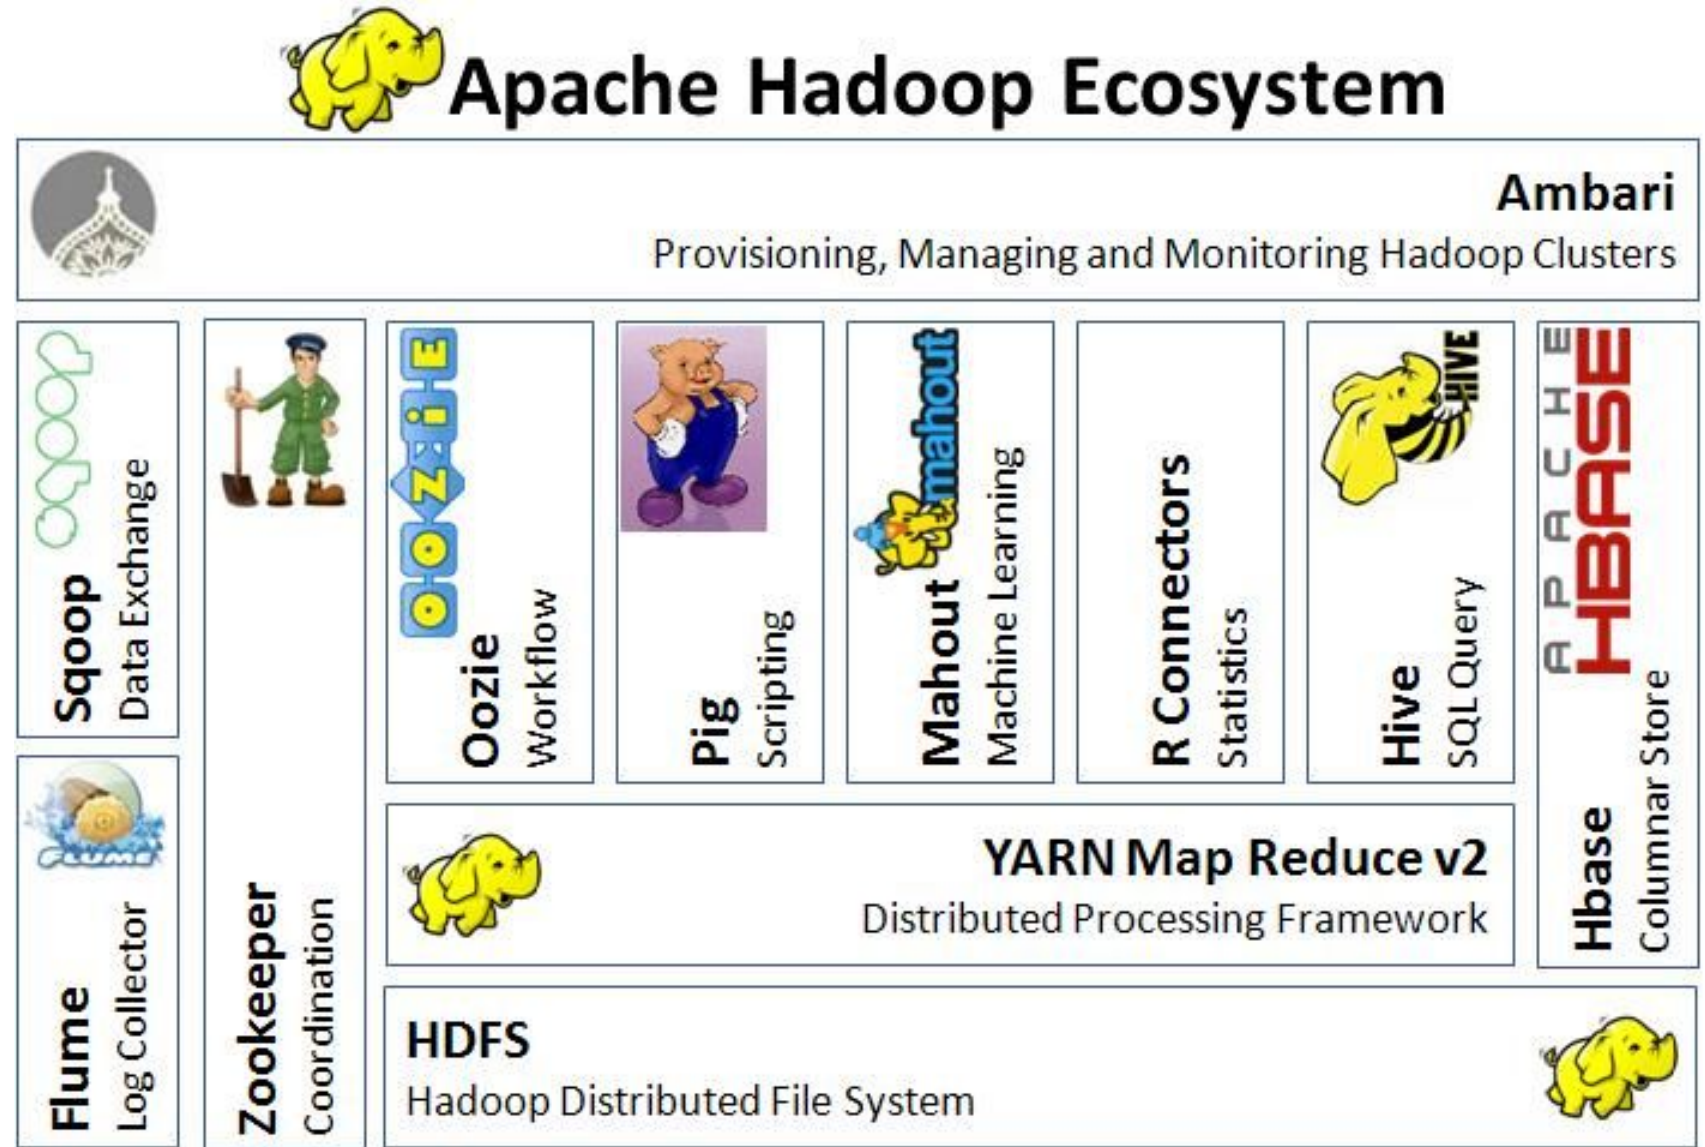 Apache Hadoop Ecosystem
Ambari
Provisioning, Managing and Monitoring Hadoop Clusters
sqoop
Sqoop
Data Exchange
FLUME
Flume
Log Collector
Zookeeper
Coordination
OOZiE
Oozie
Workflow
Pig
Scripting
mahout
Mahout
Machine Learning
R Connectors
Statistics
HIVE
Hive
SQL Query
APACHE
HBASE
Hbase
Columnar Store
YARN Map Reduce v2
Distributed Processing Framework
HDFS
Hadoop Distributed File System